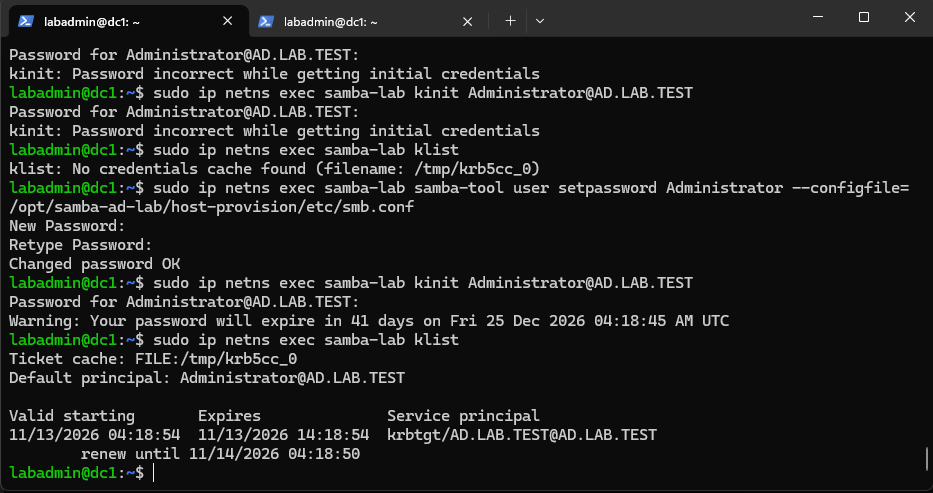 labadmin@dc1: ~
labadmin@dc1: ~
Password for Administrator@AD.LAB.TEST:
kinit: Password incorrect while getting initial credentials
labadmin@dc1:~$ sudo ip netns exec samba-lab kinit Administrator@AD.LAB.TEST
Password for Administrator@AD.LAB.TEST:
kinit: Password incorrect while getting initial credentials
labadmin@dc1:~$ sudo ip netns exec samba-lab klist
klist: No credentials cache found (filename: /tmp/krb5cc_0)
labadmin@dc1:~$ sudo ip netns exec samba-lab samba-tool user setpassword Administrator --configfile=
/opt/samba-ad-lab/host-provision/etc/smb.conf
New Password:
Retype Password:
Changed password OK
labadmin@dc1:~$ sudo ip netns exec samba-lab kinit Administrator@AD.LAB.TEST
Password for Administrator@AD.LAB.TEST:
Warning: Your password will expire in 41 days on Fri 25 Dec 2026 04:18:45 AM UTC
labadmin@dc1:~$ sudo ip netns exec samba-lab klist
Ticket cache: FILE:/tmp/krb5cc_0
Default principal: Administrator@AD.LAB.TEST

Valid starting       Expires              Service principal
11/13/2026 04:18:54  11/13/2026 14:18:54  krbtgt/AD.LAB.TEST@AD.LAB.TEST
        renew until 11/14/2026 04:18:50
labadmin@dc1:~$